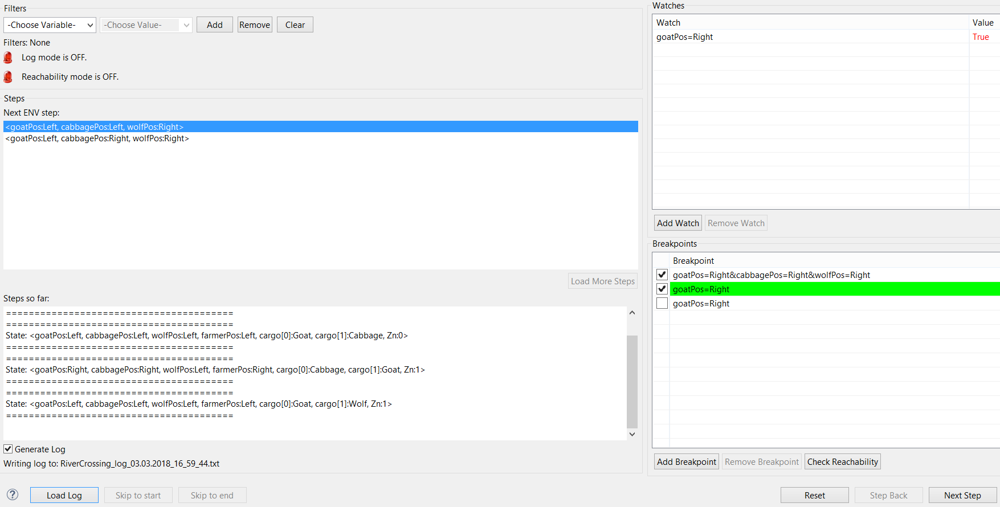 Filters
-Choose Variable- -Choose Value- Add Remove Clear
Filters: None
Log mode is OFF.
Reachability mode is OFF.
Steps
Next ENV step:
<goatPos:Left, cabbagePos:Left, wolfPos:Right>
<goatPos:Left, cabbagePos:Right, wolfPos:Right>
Load More Steps
Steps so far:
========================================
========================================
State: <goatPos:Left, cabbagePos:Left, wolfPos:Left, farmerPos:Left, cargo[0]:Goat, cargo[1]:Cabbage, Zn:0>
========================================
========================================
State: <goatPos:Right, cabbagePos:Right, wolfPos:Left, farmerPos:Right, cargo[0]:Cabbage, cargo[1]:Goat, Zn:1>
========================================
========================================
State: <goatPos:Left, cabbagePos:Left, wolfPos:Left, farmerPos:Left, cargo[0]:Goat, cargo[1]:Wolf, Zn:1>
========================================
Generate Log
Writing log to: RiverCrossing_log_03.03.2018_16_59_44.txt
Watches
Watch Value
goatPos=Right True
Add Watch Remove Watch
Breakpoints
Breakpoint
goatPos=Right&cabbagePos=Right&wolfPos=Right
goatPos=Right
goatPos=Right
Add Breakpoint Remove Breakpoint Check Reachability
? Load Log Skip to start Skip to end Reset Step Back Next Step